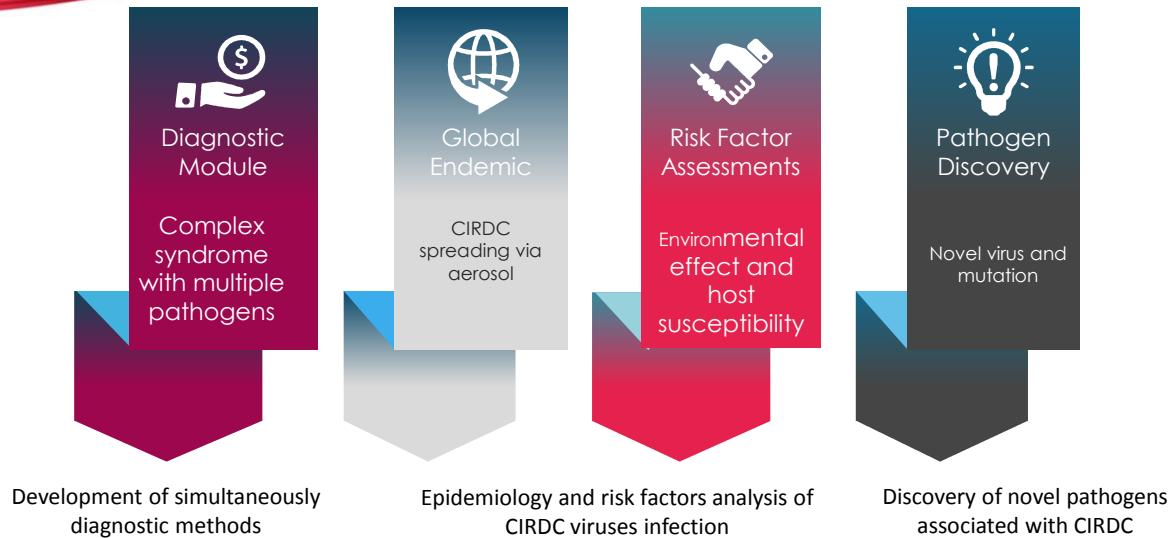 $
Diagnostic
Module
Complex
syndrome
with multiple
pathogens
Global
Endemic
CIRDC
spreading via
aerosol
Risk Factor
Assessments
Environmental
effect and
host
susceptibility
Pathogen
Discovery
Novel virus and
mutation
Development of simultaneously
diagnostic methods
Epidemiology and risk factors analysis of
CIRDC viruses infection
Discovery of novel pathogens
associated with CIRDC